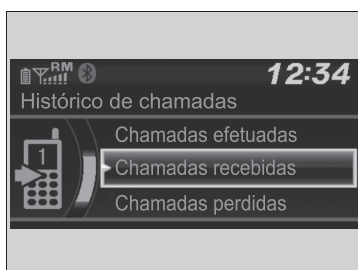 RM
12:34
Histórico de chamadas
1
Chamadas efetuadas
Chamadas recebidas
Chamadas perdidas